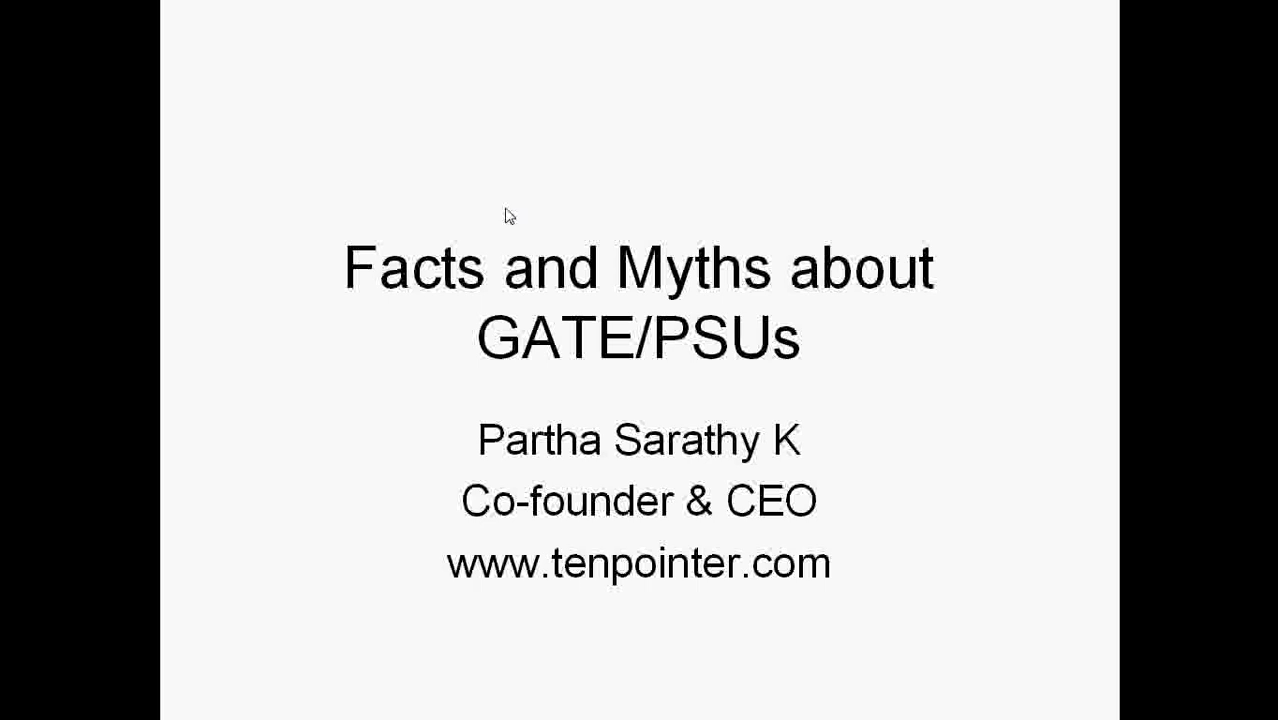 Facts and Myths about
GATE/PSUs
Partha Sarathy K
Co-founder & CEO
www.tenpointer.com